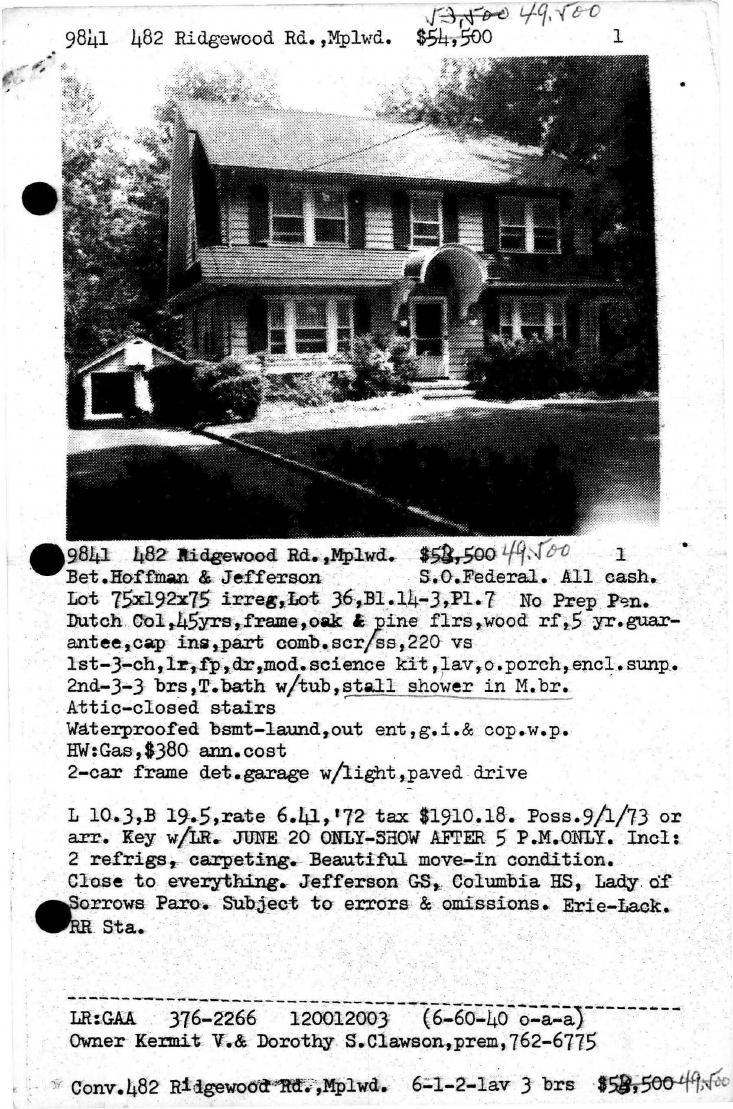 53,500 49,500
9841 482 Ridgewood Rd.,Mplwd. $54,500 1
9841 482 Ridgewood Rd.,Mplwd. $53,500 49,500 1
Bet.Hoffman & Jefferson S.O.Federal. All cash.
Lot 75x192x75 irreg,Lot 36,Bl.14-3,Pl.7 No Prep Pen.
Dutch Col,45yrs,frame,oak & pine flrs,wood rf,5 yr.guar-
antee,cap ins,part comb.scr/ss,220 vs
1st-3-ch,lr,fp,dr,mod.science kit,lav,o.porch,encl.sunp.
2nd-3-3 brs,T.bath w/tub,stall shower in M.br.
Attic-closed stairs
Waterproofed bsmt-laund,out ent,g.i.& cop.w.p.
HW:Gas,$380 ann.cost
2-car frame det.garage w/light,paved drive
L 10.3,B 19.5,rate 6.41,'72 tax $1910.18. Poss.9/1/73 or
arr. Key w/LR. JUNE 20 ONLY-SHOW AFTER 5 P.M.ONLY. Incl:
2 refrigs, carpeting. Beautiful move-in condition.
Close to everything. Jefferson GS, Columbia HS, Lady of
Sorrows Paro. Subject to errors & omissions. Erie-Lack.
RR Sta.
LR:GAA 376-2266 120012003 (6-60-40 o-a-a)
Owner Kermit V.& Dorothy S.Clawson,prem,762-6775
Conv.482 Ridgewood Rd.,Mplwd. 6-1-2-lav 3 brs $53,500 49,500